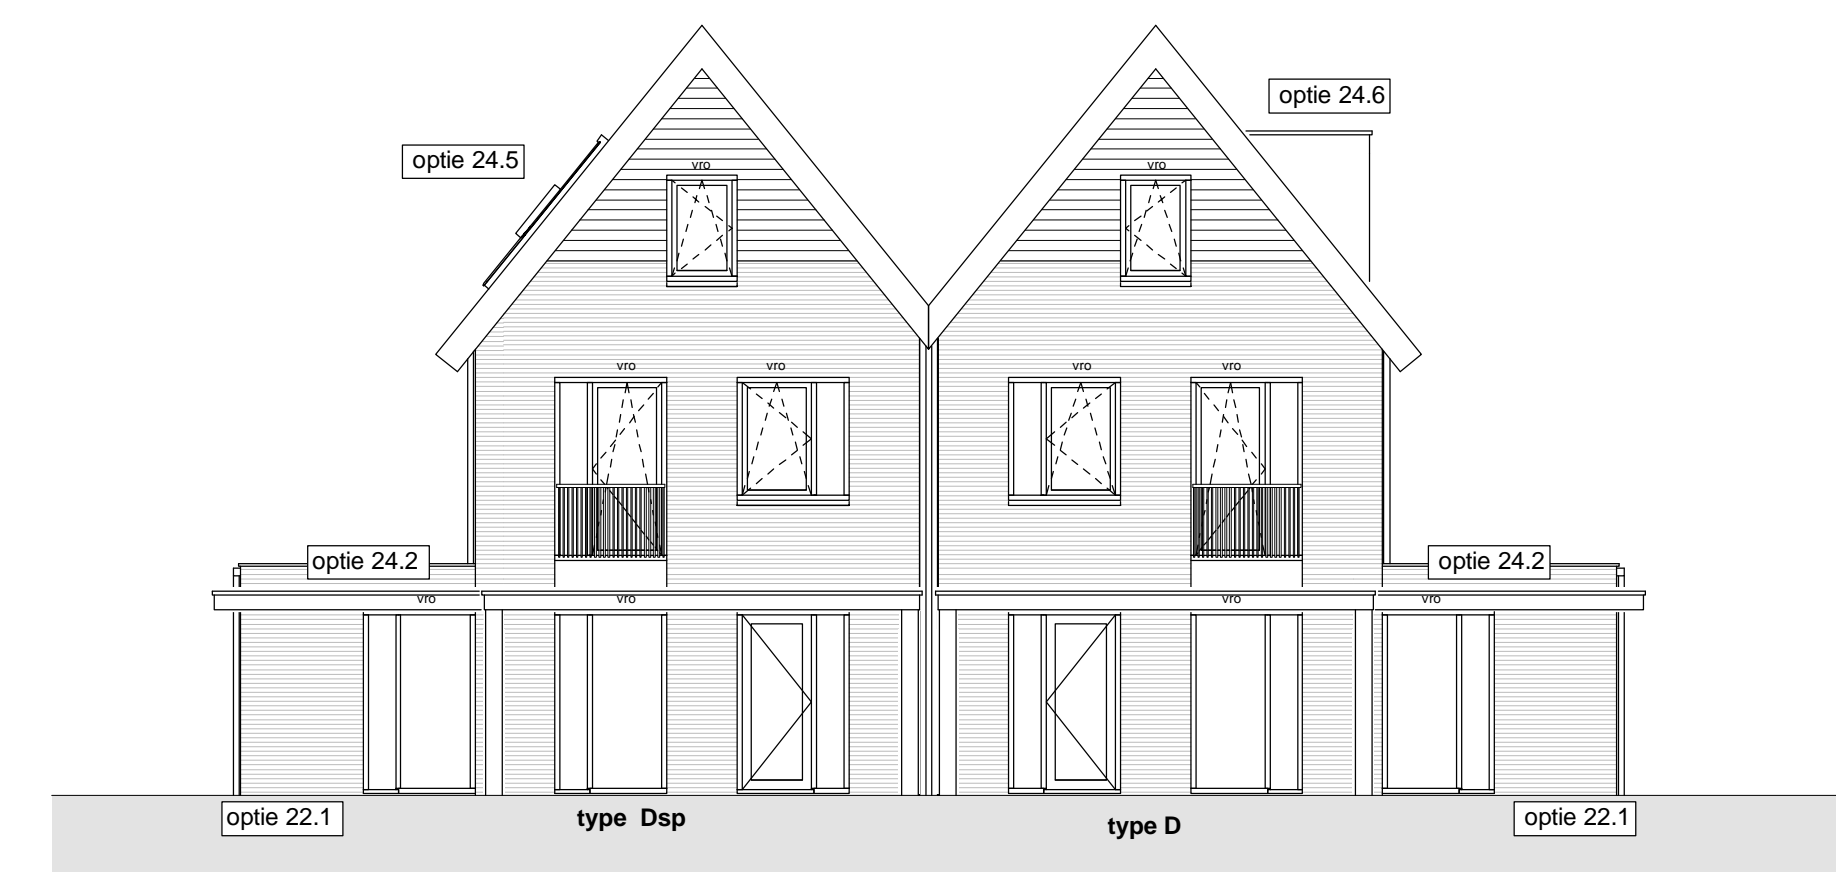 optie 24.6
optie 24.5
vro
vro
vro
vro
vro
vro
optie 24.2
optie 24.2
vro
vro
vro
vro
optie 22.1
type Dsp
type D
optie 22.1